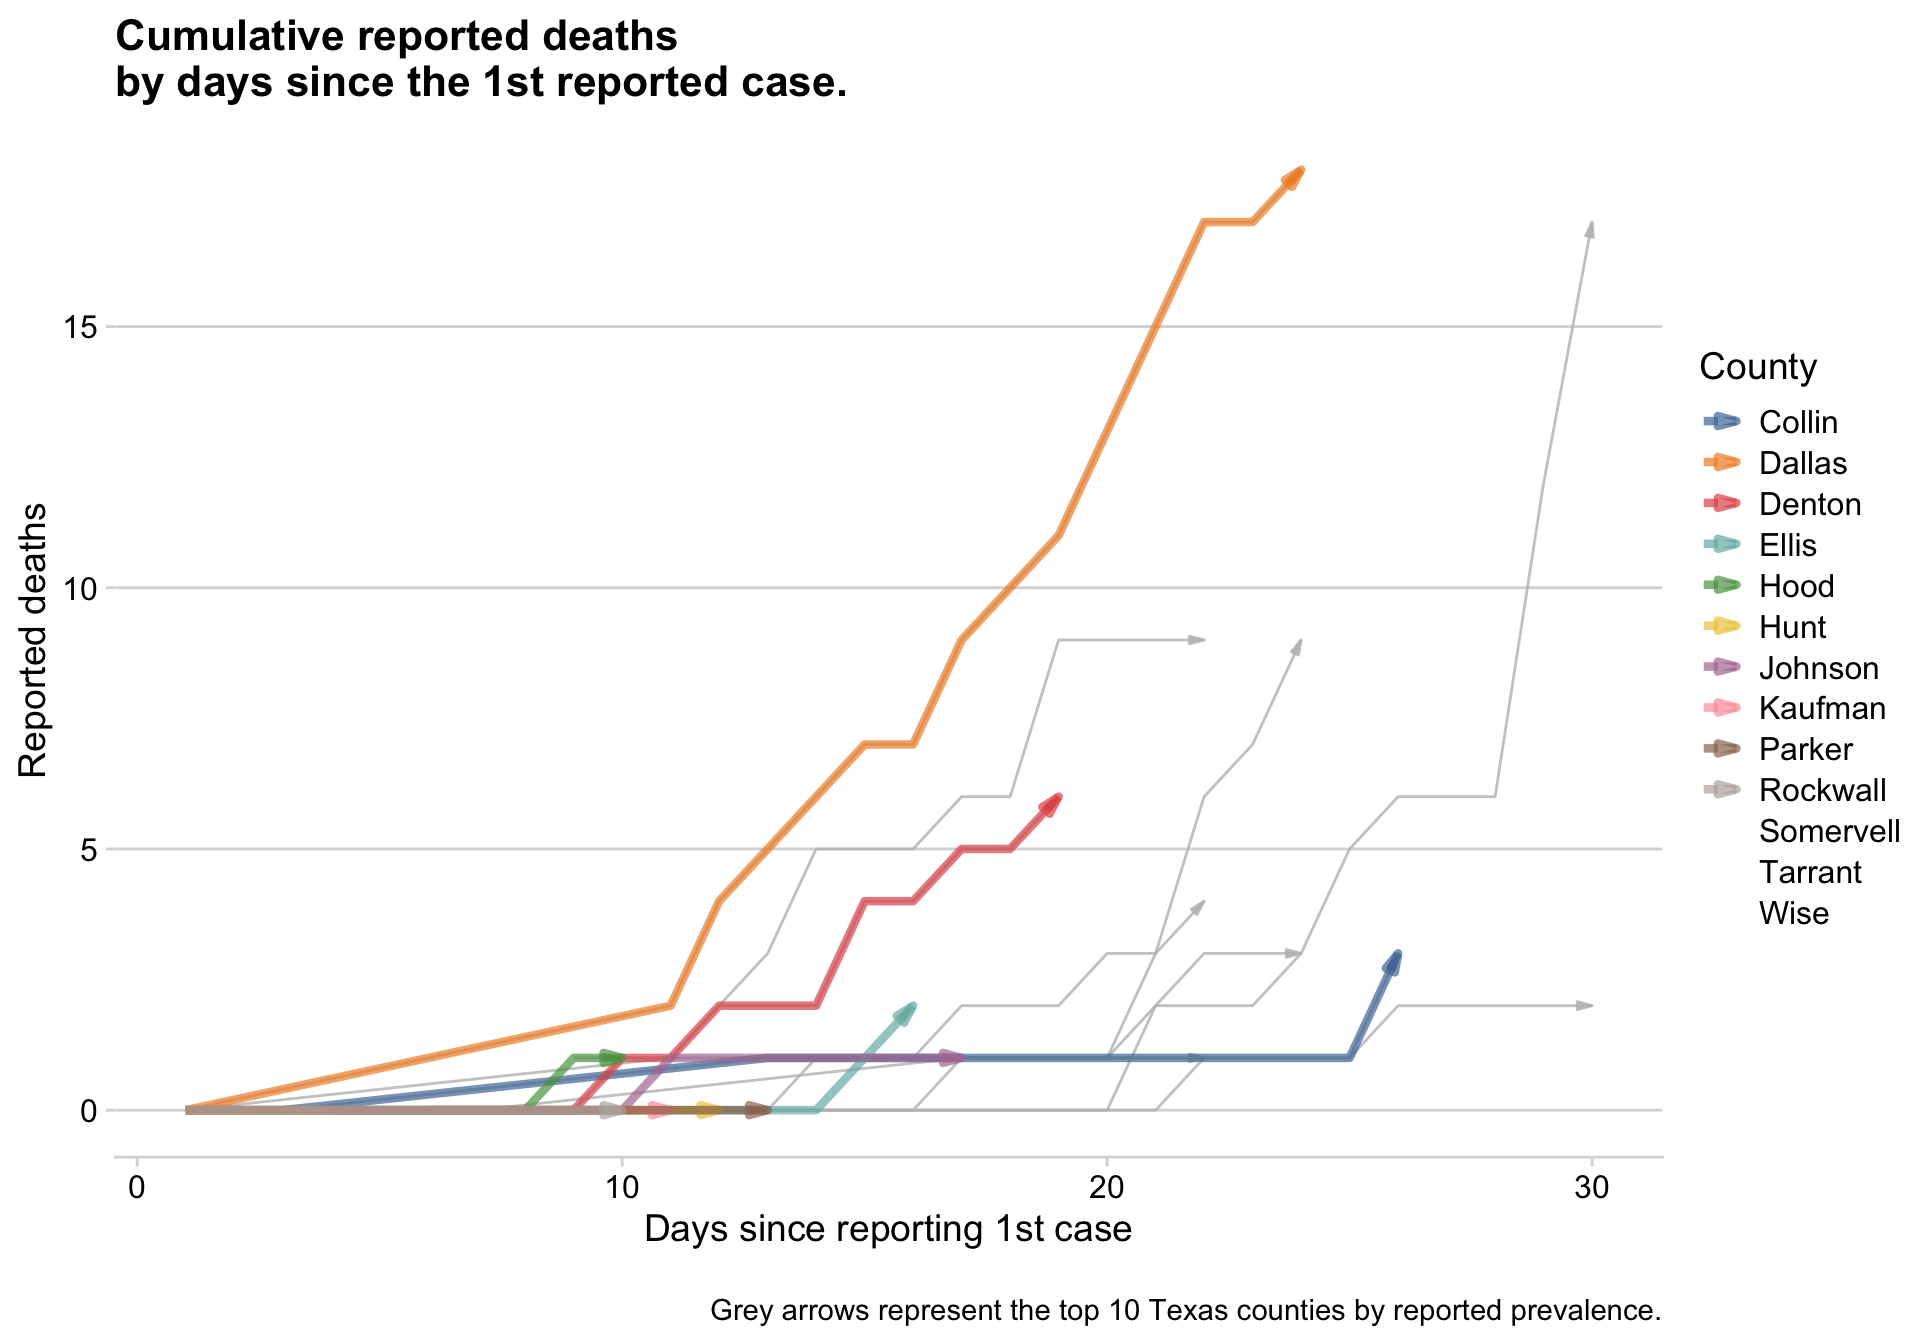 Cumulative reported deaths
by days since the 1st reported case.
Reported deaths
15
10
5
0
0
10
20
30
Days since reporting 1st case
County
Collin
Dallas
Denton
Ellis
Hood
Hunt
Johnson
Kaufman
Parker
Rockwall
Somervell
Tarrant
Wise
Grey arrows represent the top 10 Texas counties by reported prevalence.